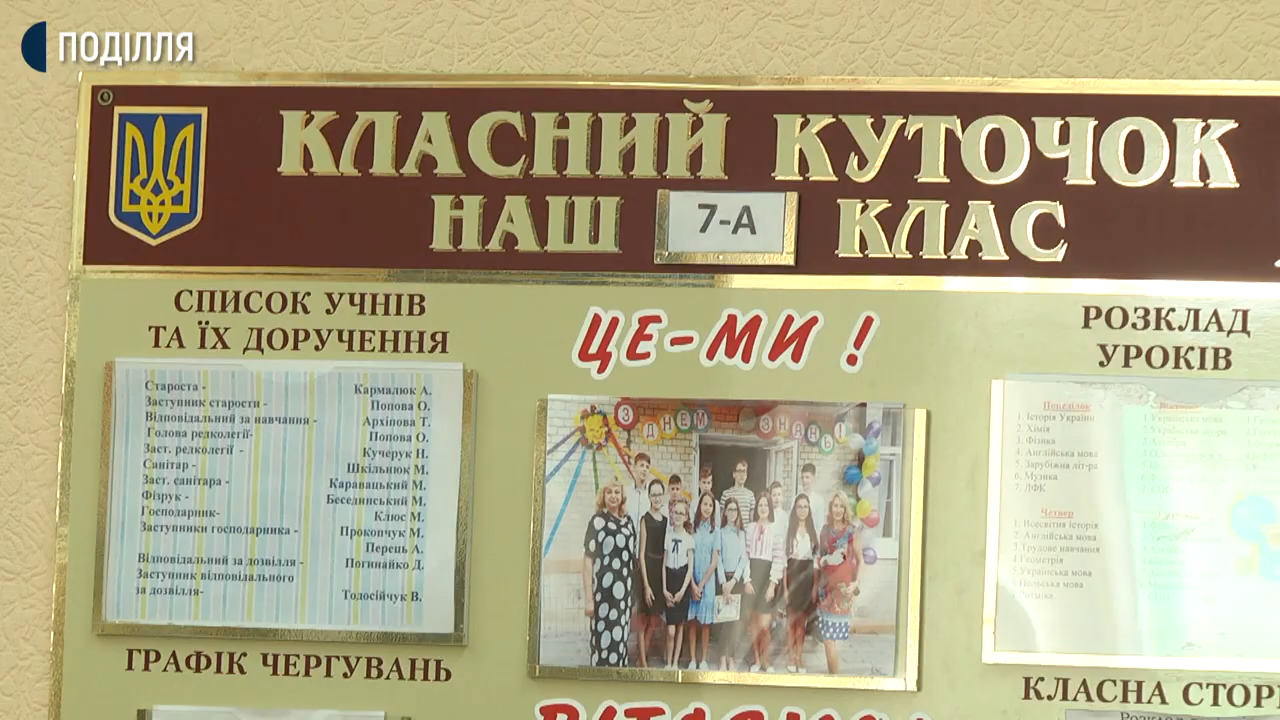 ПОДІЛЛЯ
КЛАСНИЙ КУТОЧОК
НАШ 7-А КЛАС
СПИСОК УЧНІВ
ТА ЇХ ДОРУЧЕННЯ
Староста - Кармалюк А.
Заступник старости - Попова О.
Відповідальний за навчання - Архіпова Т.
Голова редколегії- Попова О.
Заст. редколегії - Кучерук Н.
Санітар - Шкільнюк М.
Заст. санітара - Каравацький М.
Фізрук - Бесединський М.
Господарник- Клюс М.
Заступники господарника - Прокопчук М.
Перець А.
Відповідальний за дозвілля - Пигинайко Д.
Заступник відповідального
за дозвілля- Тодосійчук В.
ГРАФІК ЧЕРГУВАНЬ
ЦЕ-МИ !
З ДНЕМ ЗНАНЬ!
РОЗКЛАД
УРОКІВ
Понеділок
1. Історія України
2. Хімія
3. Фізика
4. Англійська мова
5. Зарубіжна літ-ра
6. Музика
7. ЛФК
Четвер
1. Всесвітня історія
2. Англійська мова
3. Трудове навчання
4. Геометрія
5. Українська мова
6. Польська мова
КЛАСНА